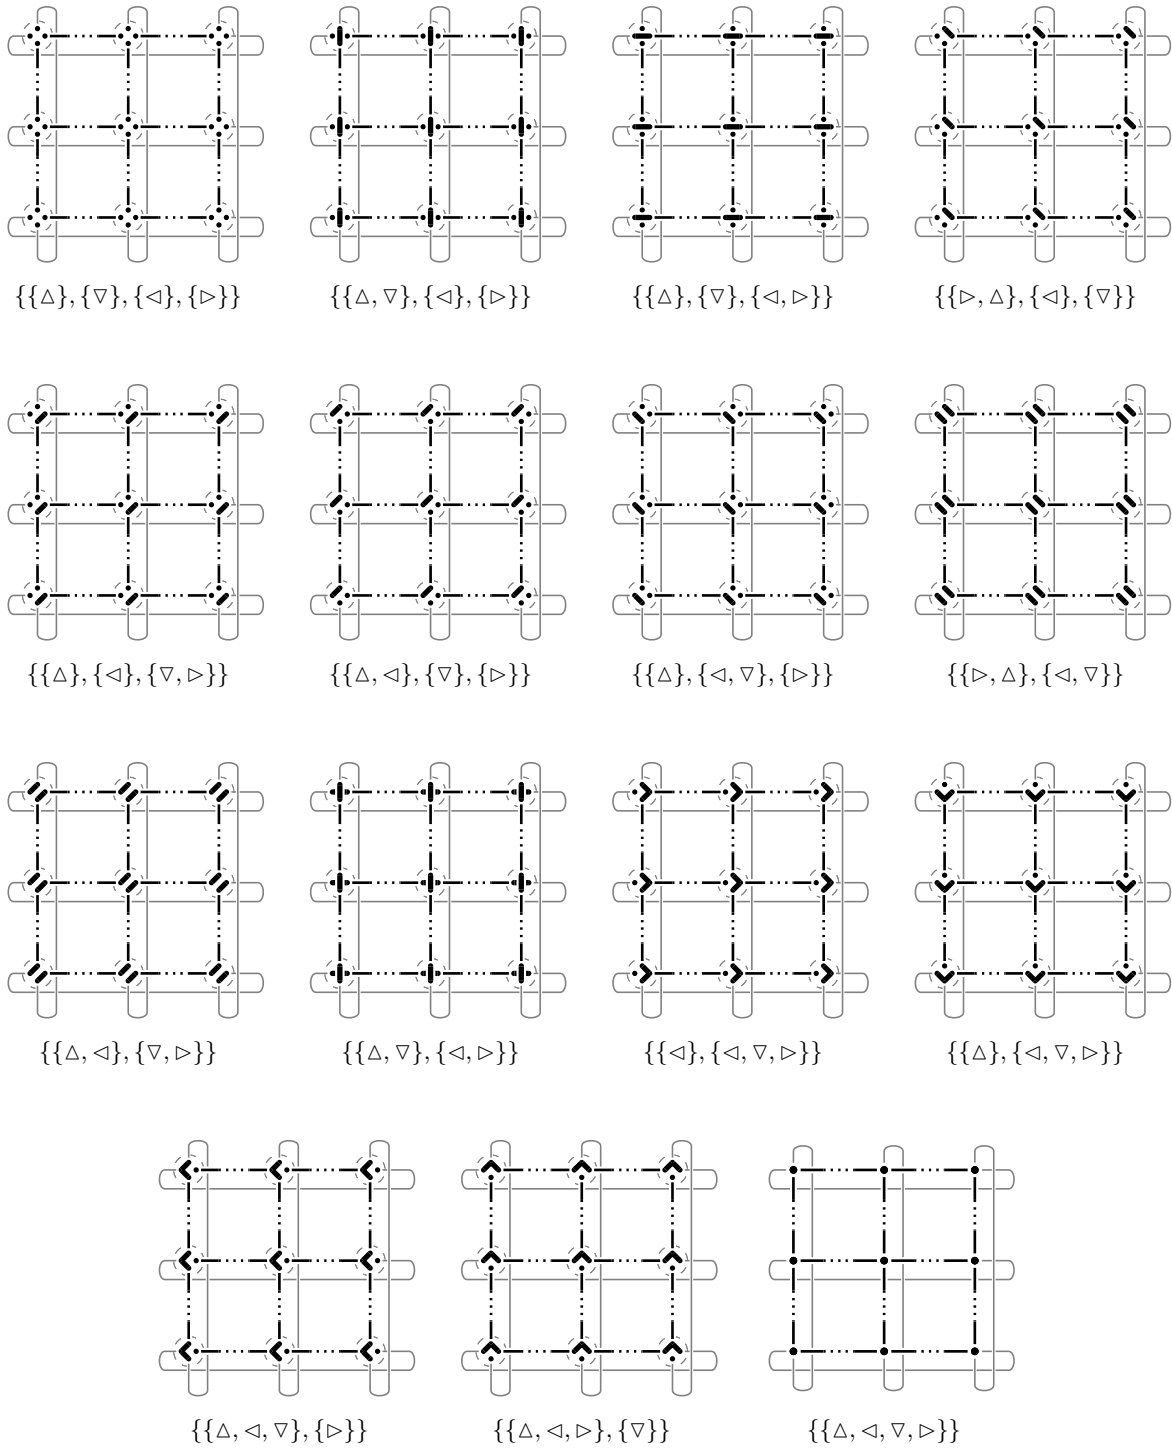 {{△}, {▽}, {◁}, {▷}} {{△, ▽}, {◁}, {▷}} {{△}, {▽}, {◁, ▷}} {{▷, △}, {◁}, {▽}}
{{△}, {◁}, {▽, ▷}} {{△, ◁}, {▽}, {▷}} {{△}, {◁, ▽}, {▷}} {{▷, △}, {◁, ▽}}
{{△, ◁}, {▽, ▷}} {{△, ▽}, {◁, ▷}} {{◁}, {◁, ▽, ▷}} {{△}, {◁, ▽, ▷}}
{{△, ◁, ▽}, {▷}} {{△, ◁, ▷}, {▽}} {{△, ◁, ▽, ▷}}